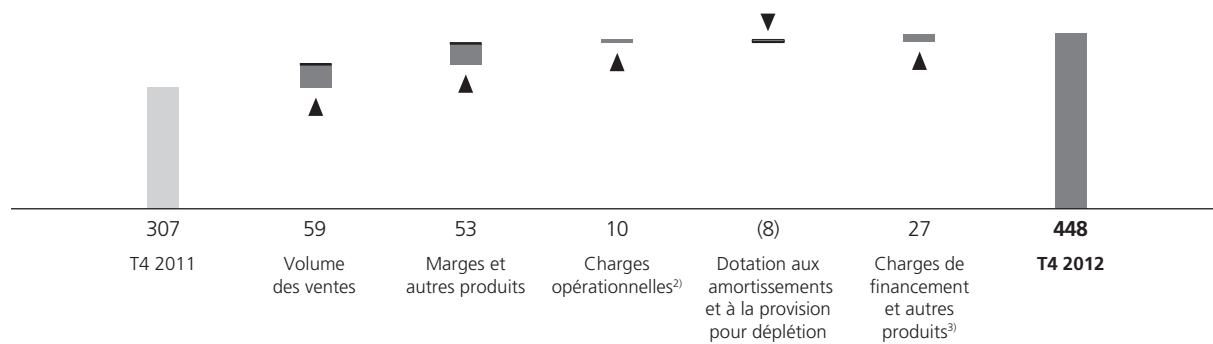 307 59 53 10 (8) 27 448
T4 2011
Volume
des ventes
Marges et
autres produits
Charges
opérationnelles2)
Dotation aux
amortissements
et à la provision
pour déplétion
Charges de
financement
et autres
produits3)
T4 2012